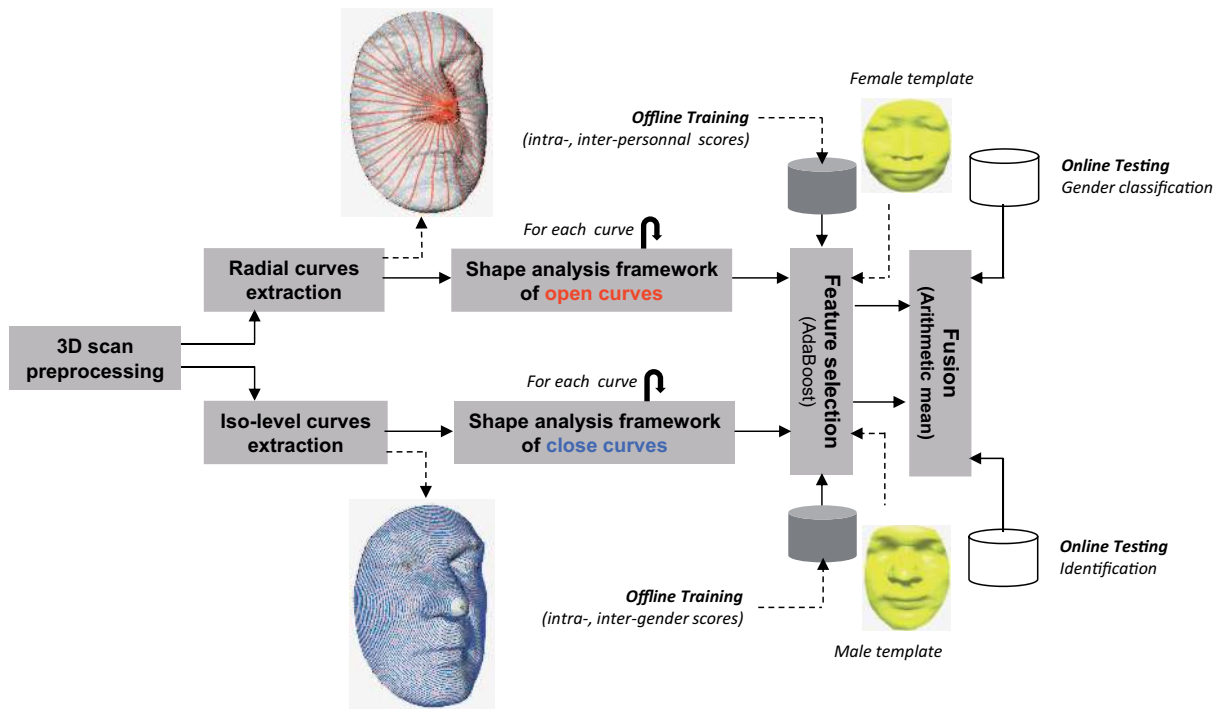 Female template
Offline Training
(intra-, inter-personnal scores)
Online Testing
Gender classification
For each curve
Radial curves
extraction
Shape analysis framework
of open curves
3D scan
preprocessing
Feature selection
(AdaBoost)
Fusion
(Arithmetic mean)
For each curve
Iso-level curves
extraction
Shape analysis framework
of close curves
Online Testing
Identification
Offline Training
(intra-, inter-gender scores)
Male template